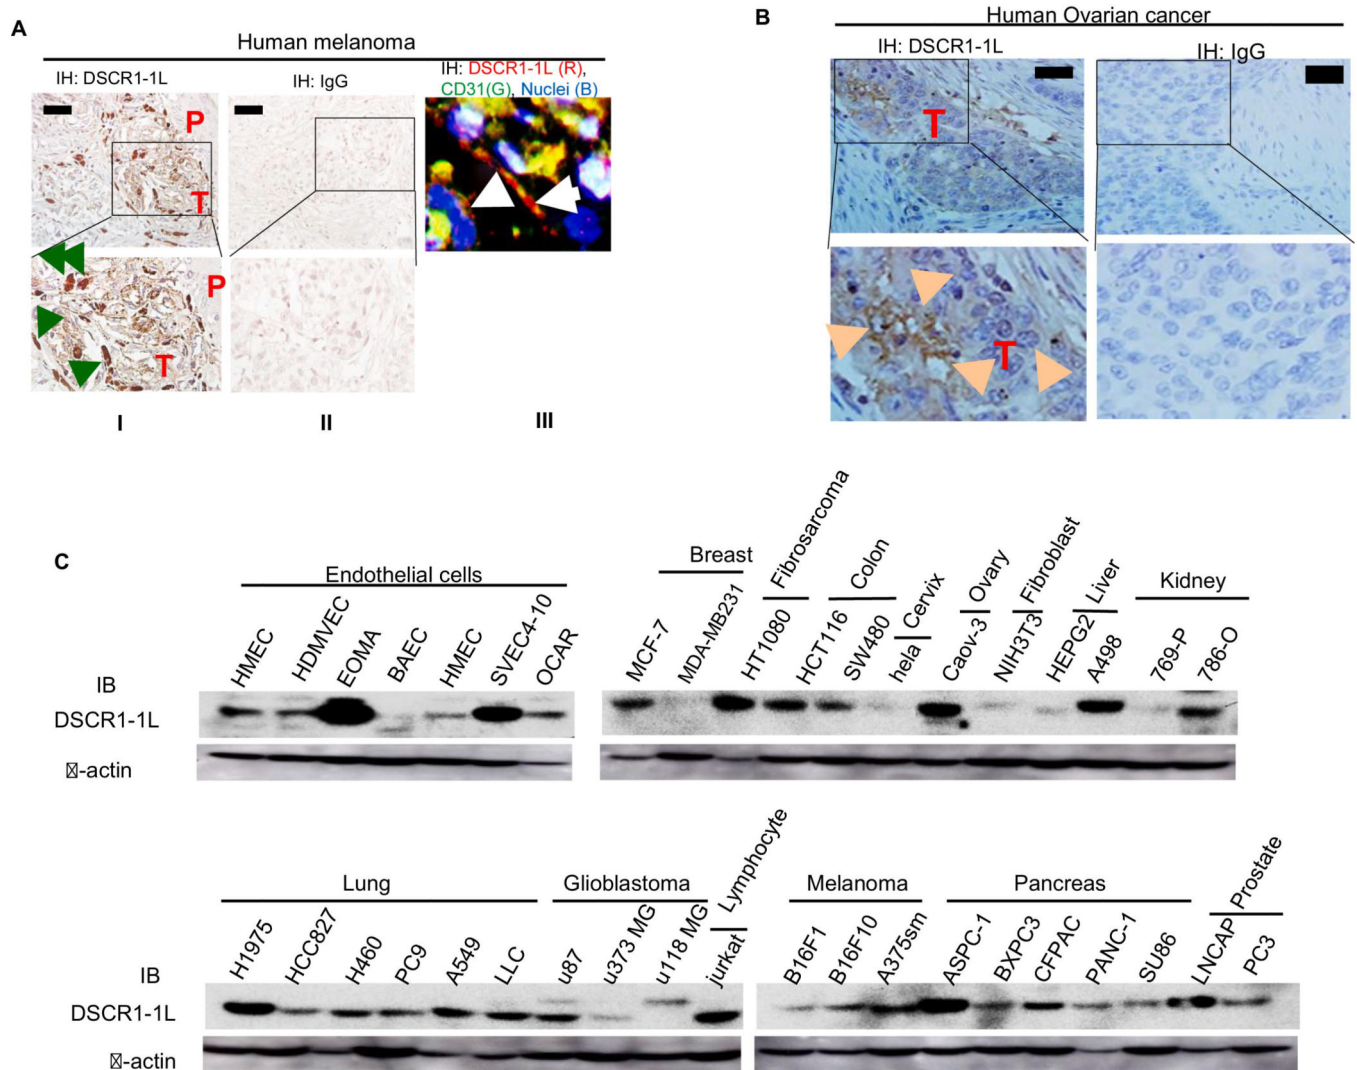 A
Human melanoma
IH: DSCR1-1L
IH: IgG
IH: DSCR1-1L (R),
CD31(G), Nuclei (B)
P
T
P
T
I
II
III
B
Human Ovarian cancer
IH: DSCR1-1L
IH: IgG
T
T
C
Endothelial cells
HMEC
HDMVEC
EOMA
BAEC
HMEC
SVEC4-10
OCAR
Breast
Fibrosarcoma
Colon
Cervix
Ovary
Fibroblast
Liver
Kidney
MCF-7
MDA-MB231
HT1080
HCT116
SW480
hela
Caov-3
NIH3T3
HEPG2
A498
769-P
786-O
IB
DSCR1-1L
-actin
Lung
Glioblastoma
Lymphocyte
Melanoma
Pancreas
Prostate
H1975
HCC827
H460
PC9
A549
LLC
u87
u373 MG
u118 MG
jurkat
B16F1
B16F10
A375sm
ASPC-1
BXPC3
CFPAC
PANC-1
SU86
LNCAP
PC3
IB
DSCR1-1L
-actin